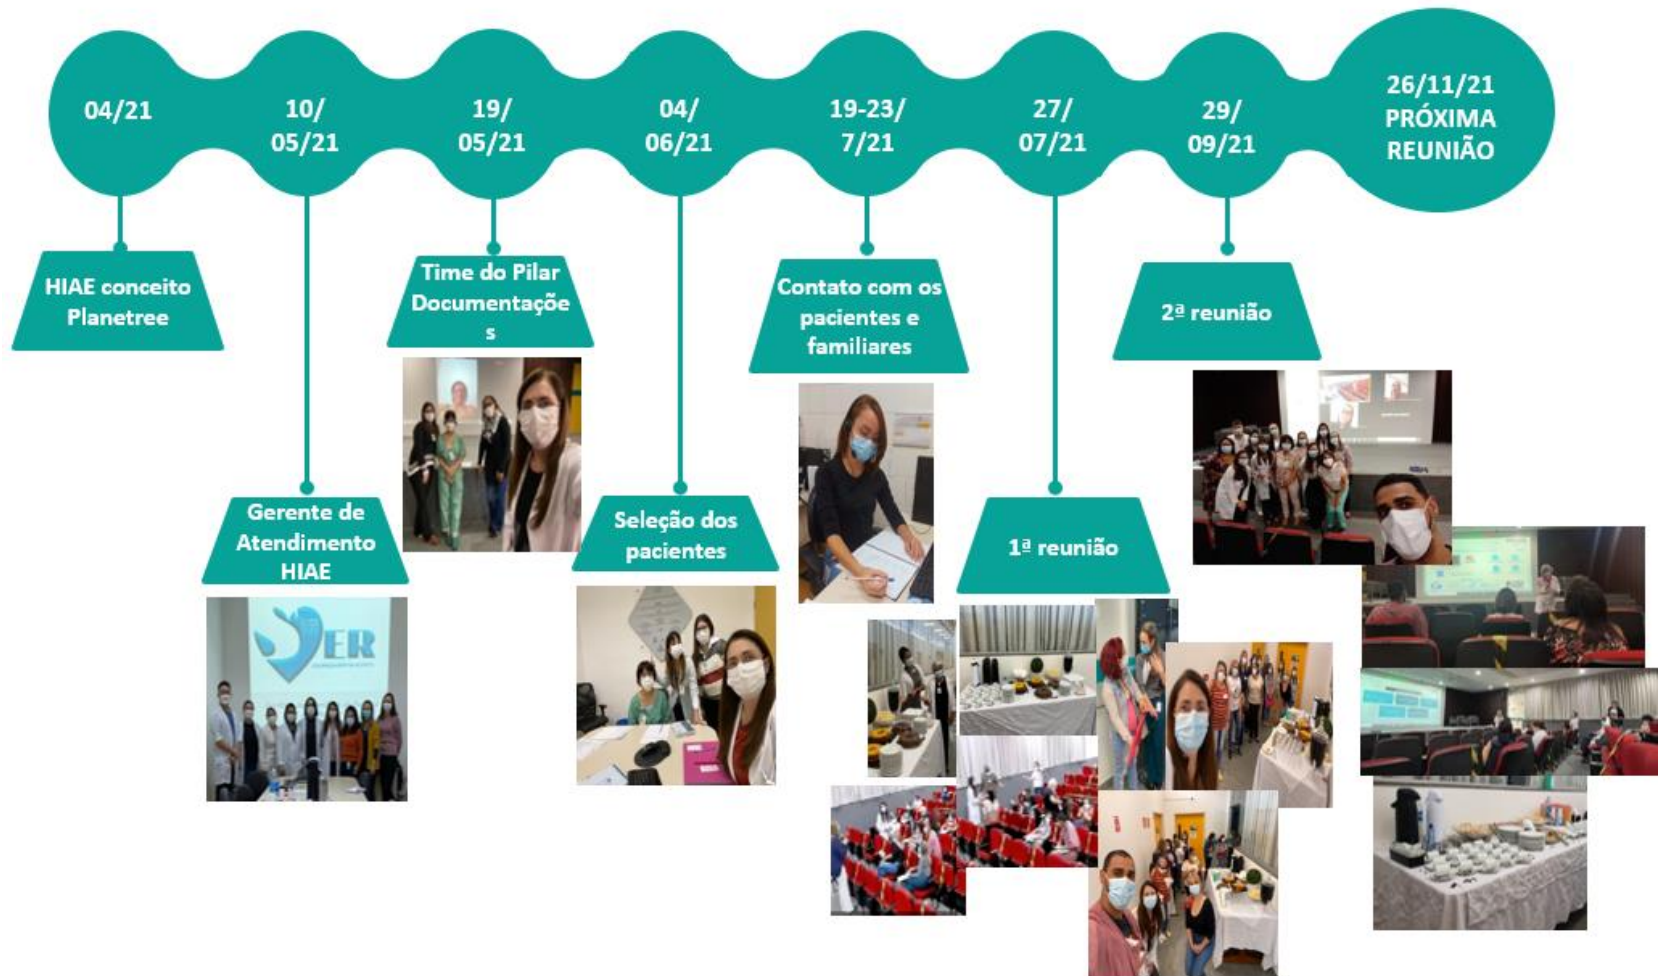 04/21
10/
05/21
19/
05/21
04/
06/21
19-23/
7/21
27/
07/21
29/
09/21
26/11/21
PRÓXIMA
REUNIÃO
HIAE conceito
Planetree
Gerente de
Atendimento
HIAE
Time do Pilar
Documentaçõe
s
Seleção dos
pacientes
Contato com os
pacientes e
familiares
1ª reunião
2ª reunião
ER